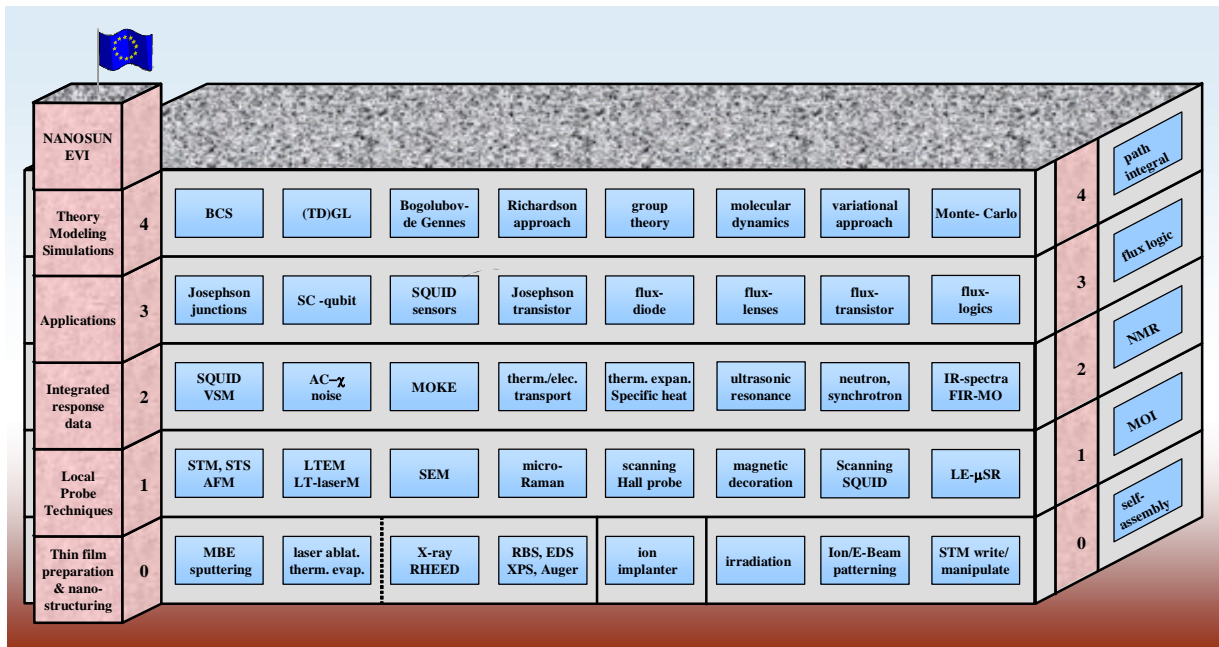 NANOSUN
EVI
Theory
Modeling
Simulations
4
BCS
(TD)GL
Bogolubov-
de Gennes
Richardson
approach
group
theory
molecular
dynamics
variational
approach
Monte- Carlo
4
path
integral
Applications
3
Josephson
junctions
SC -qubit
SQUID
sensors
Josephson
transistor
flux-
diode
flux-
lenses
flux-
transistor
flux-
logics
3
flux logic
Integrated
response
data
2
SQUID
VSM
AC–χ
noise
MOKE
therm./elec.
transport
therm. expan.
Specific heat
ultrasonic
resonance
neutron,
synchrotron
IR-spectra
FIR-MO
2
NMR
Local
Probe
Techniques
1
STM, STS
AFM
LTEM
LT-laserM
SEM
micro-
Raman
scanning
Hall probe
magnetic
decoration
Scanning
SQUID
LE-μSR
1
MOI
Thin film
preparation
& nano-
structuring
0
MBE
sputtering
laser ablat.
therm. evap.
X-ray
RHEED
RBS, EDS
XPS, Auger
ion
implanter
irradiation
Ion/E-Beam
patterning
STM write/
manipulate
0
self-
assembly